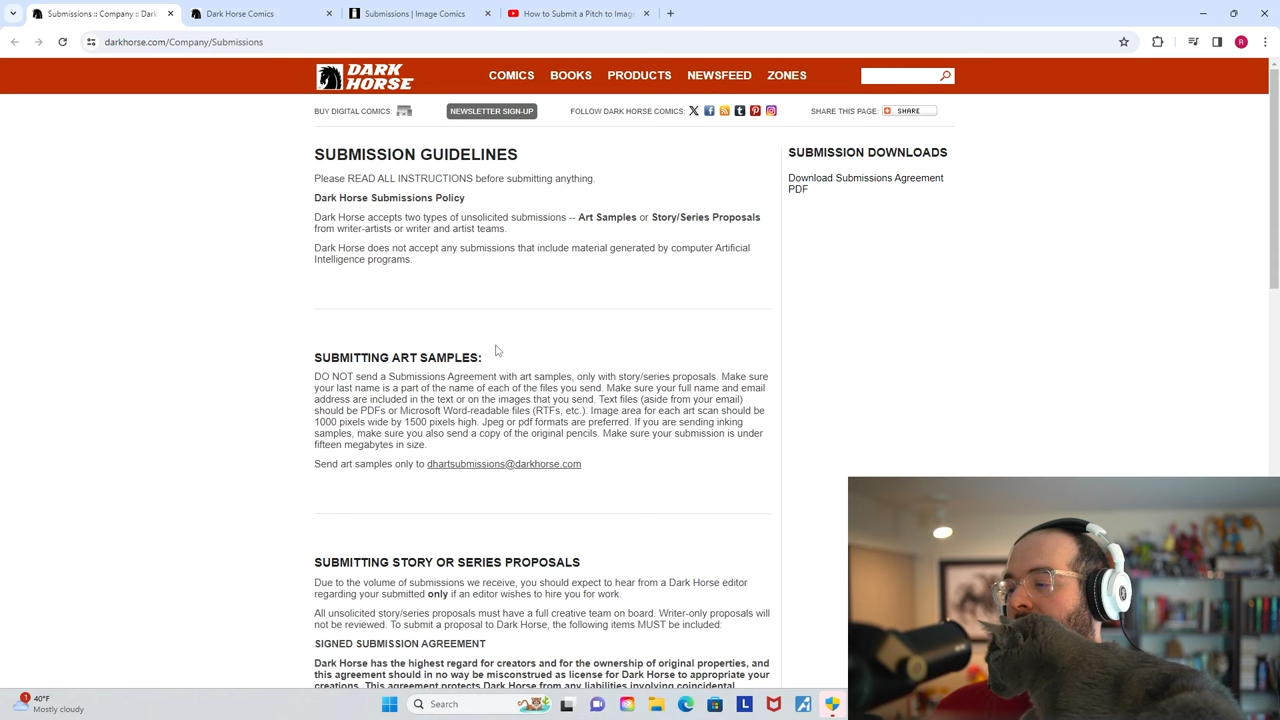 Submissions :: Company :: Dark
Dark Horse Comics
Submissions | Image Comics
How to Submit a Pitch to Imag
darkhorse.com/Company/Submissions
R
DARK HORSE
COMICS
BOOKS
PRODUCTS
NEWSFEED
ZONES
BUY DIGITAL COMICS:
NEWSLETTER SIGN-UP
FOLLOW DARK HORSE COMICS:
SHARE THIS PAGE:
SHARE
SUBMISSION GUIDELINES
Please READ ALL INSTRUCTIONS before submitting anything.
Dark Horse Submissions Policy
Dark Horse accepts two types of unsolicited submissions -- Art Samples or Story/Series Proposals
from writer-artists or writer and artist teams.
Dark Horse does not accept any submissions that include material generated by computer Artificial
Intelligence programs.
SUBMISSION DOWNLOADS
Download Submissions Agreement
PDF
SUBMITTING ART SAMPLES:
DO NOT send a Submissions Agreement with art samples, only with story/series proposals. Make sure
your last name is a part of the name of each of the files you send. Make sure your full name and email
address are included in the text or on the images that you send. Text files (aside from your email)
should be PDFs or Microsoft Word-readable files (RTFs, etc.). Image area for each art scan should be
1000 pixels wide by 1500 pixels high. Jpeg or pdf formats are preferred. If you are sending inking
samples, make sure you also send a copy of the original pencils. Make sure your submission is under
fifteen megabytes in size.
Send art samples only to dhartsubmissions@darkhorse.com
SUBMITTING STORY OR SERIES PROPOSALS
Due to the volume of submissions we receive, you should expect to hear from a Dark Horse editor
regarding your submitted only if an editor wishes to hire you for work.
All unsolicited story/series proposals must have a full creative team on board. Writer-only proposals will
not be reviewed. To submit a proposal to Dark Horse, the following items MUST be included:
SIGNED SUBMISSION AGREEMENT
Dark Horse has the highest regard for creators and for the ownership of original properties, and
this agreement should in no way be misconstrued as license for Dark Horse to appropriate your
creations. This agreement protects Dark Horse from any liabilities involving coincidental
1
40°F
Mostly cloudy
Search
L